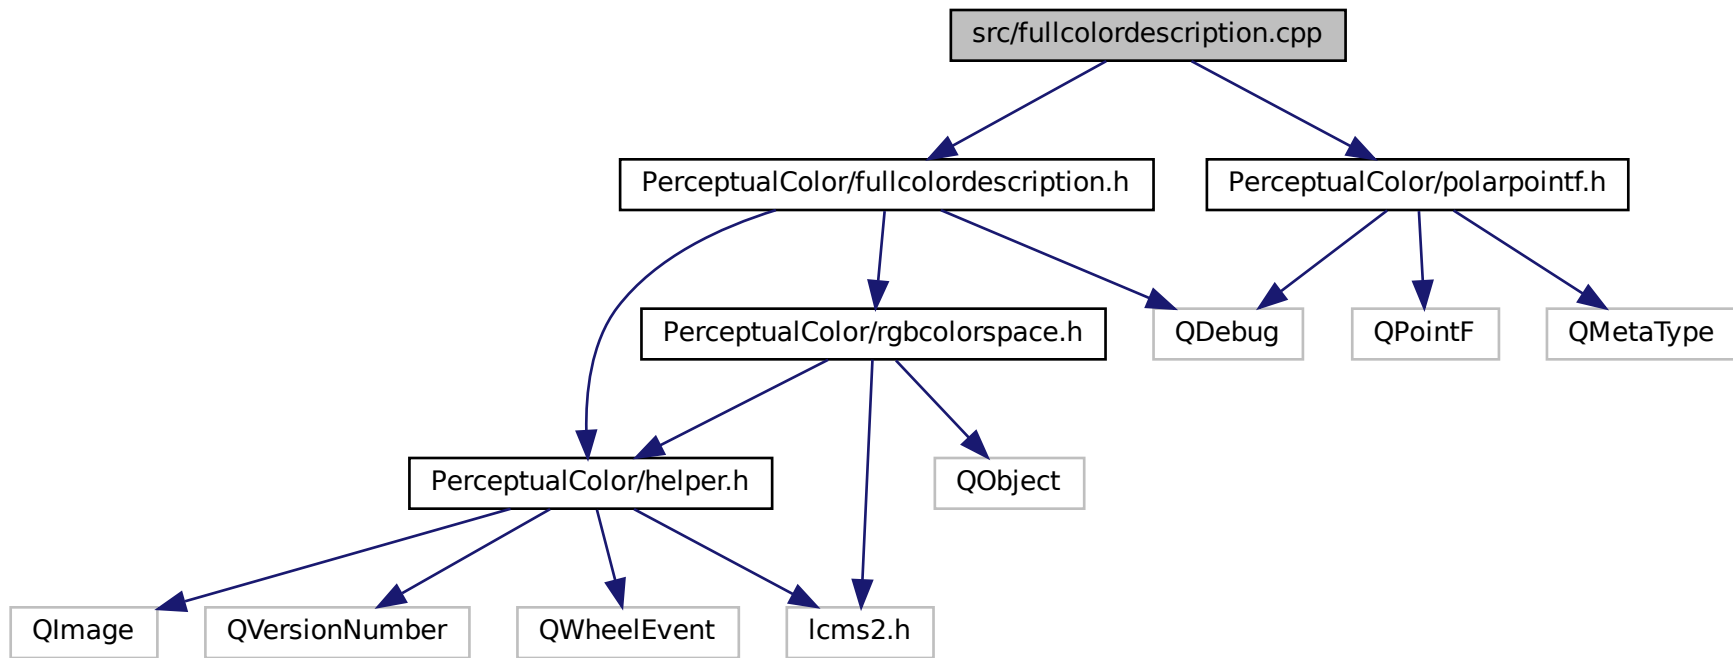 src/fullcolordescription.cpp
PerceptualColor/fullcolordescription.h
PerceptualColor/polarpointf.h
PerceptualColor/rgbcolorspace.h
QDebug
QPointF
QMetaType
PerceptualColor/helper.h
QObject
QImage
QVersionNumber
QWheelEvent
lcms2.h